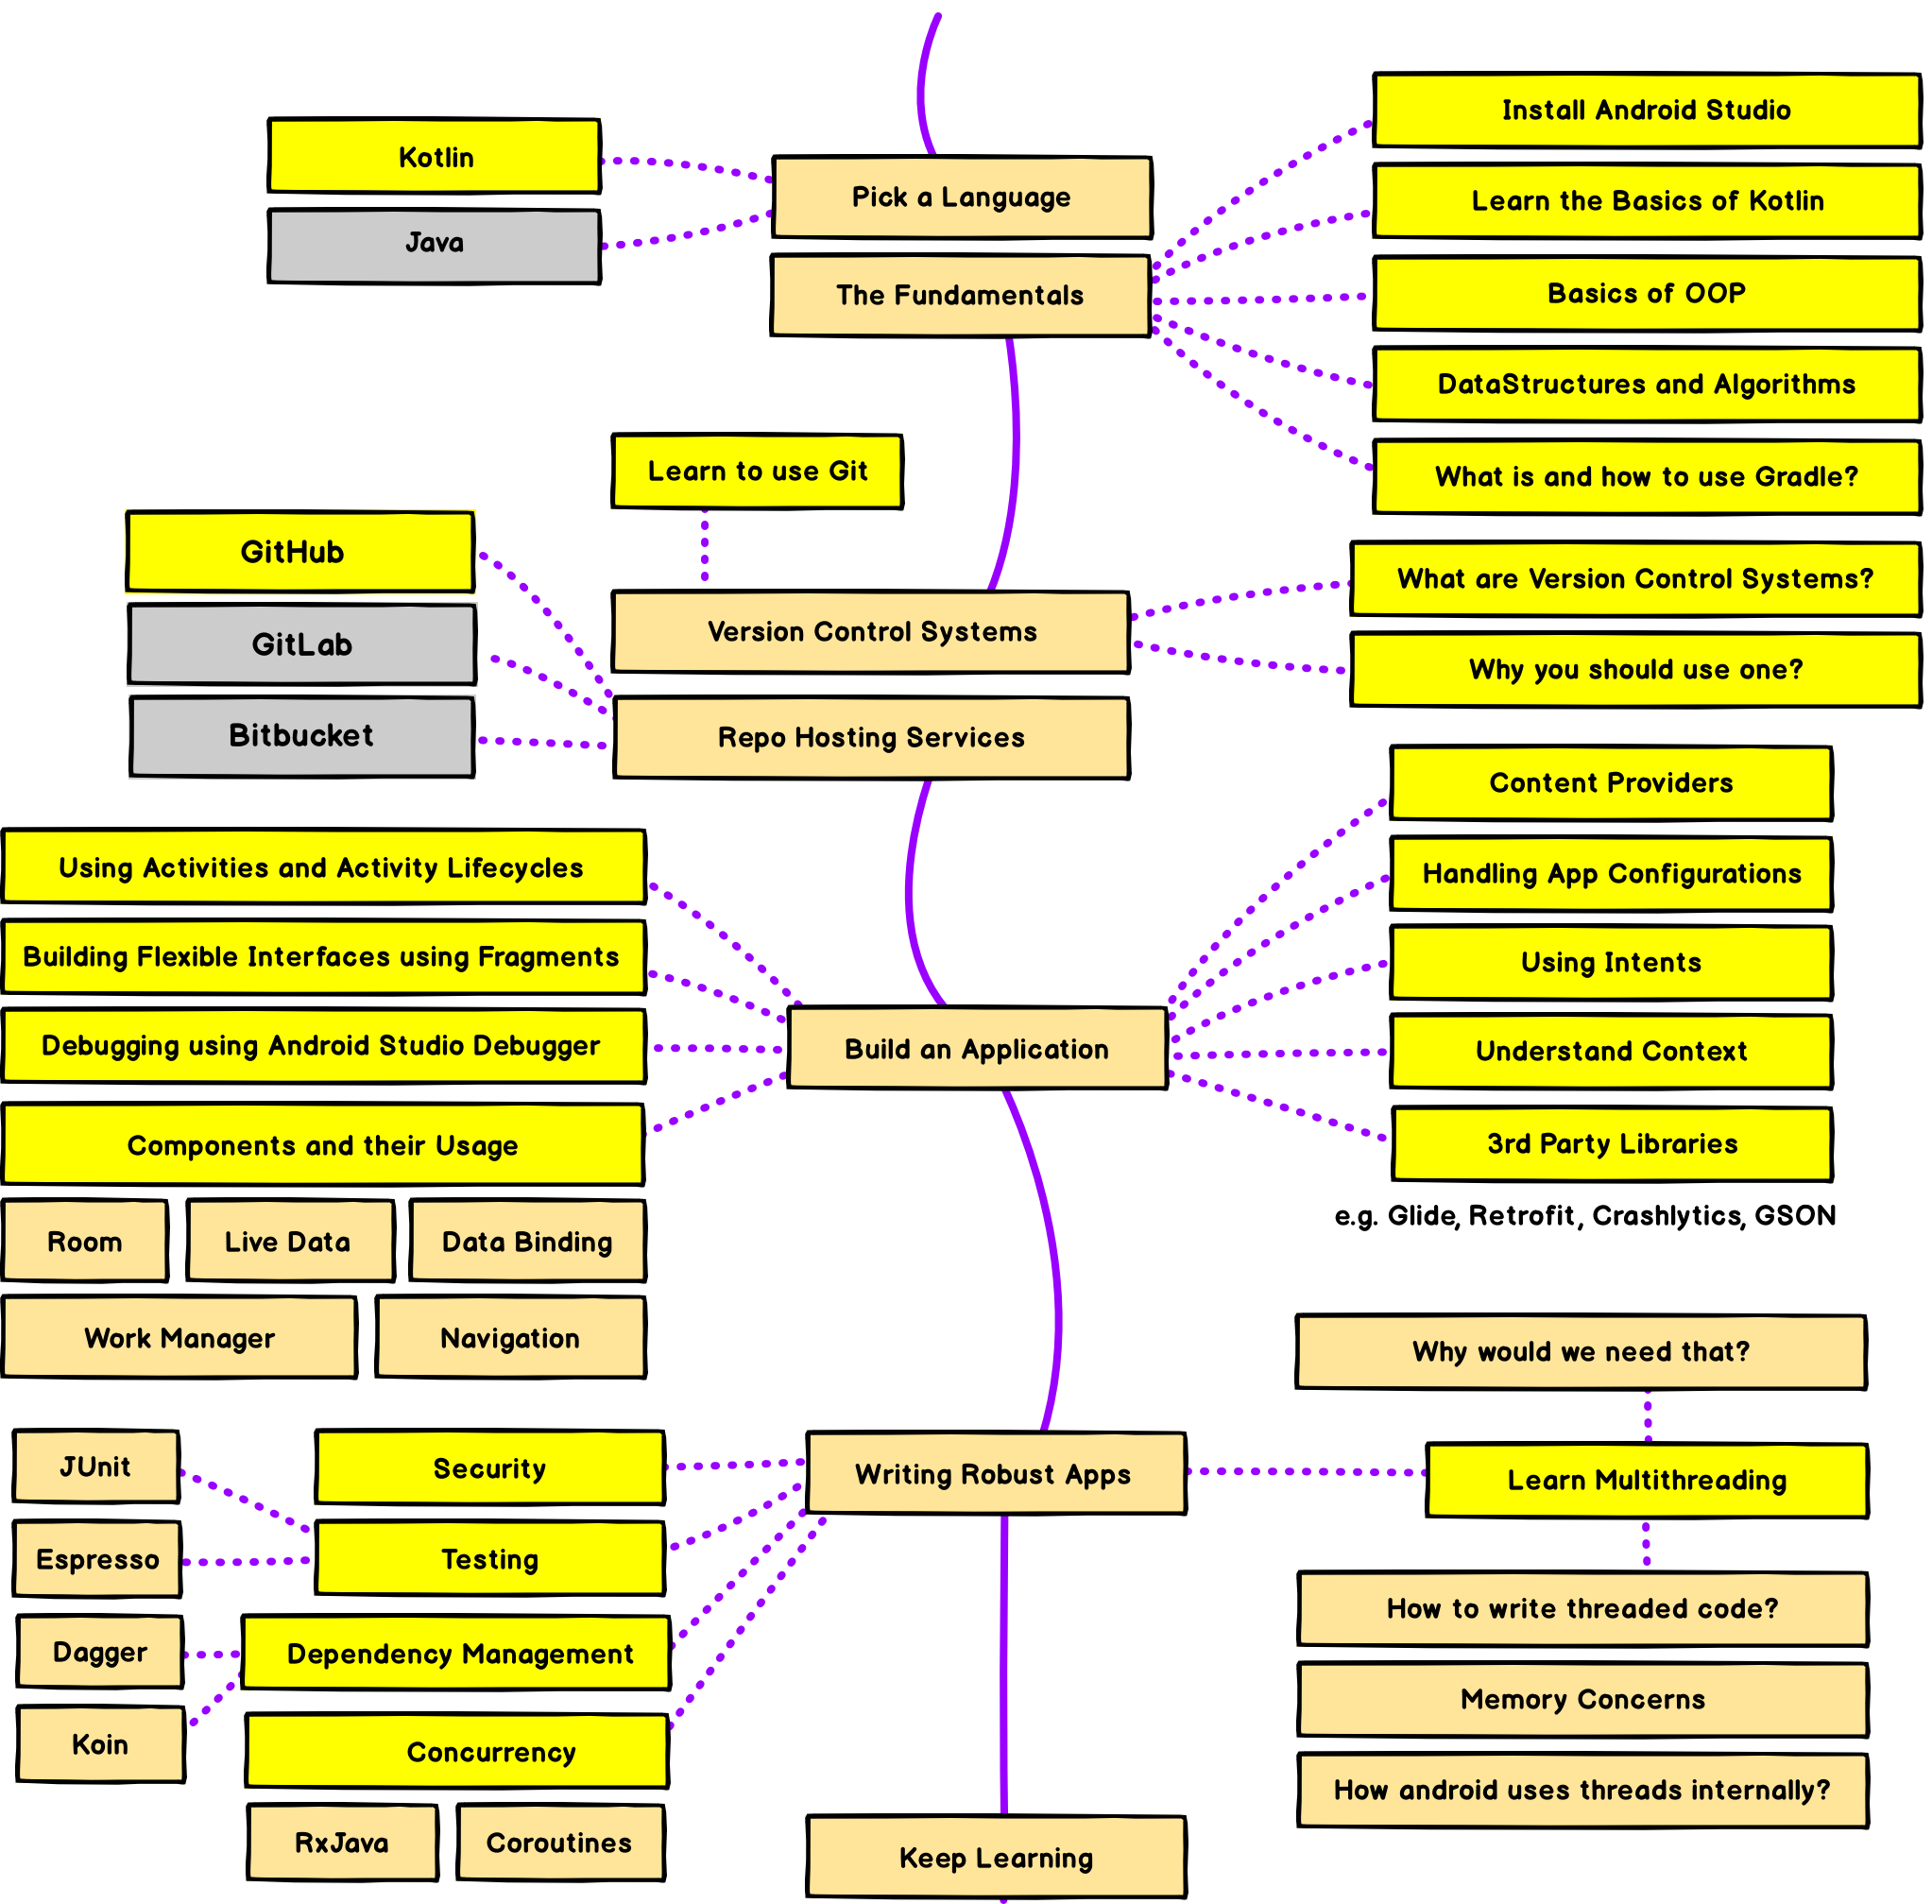 Install Android Studio
Kotlin
Pick a Language
Learn the Basics of Kotlin
Java
The Fundamentals
Basics of OOP
DataStructures and Algorithms
Learn to use Git
What is and how to use Gradle?
GitHub
What are Version Control Systems?
GitLab
Version Control Systems
Why you should use one?
Bitbucket
Repo Hosting Services
Content Providers
Using Activities and Activity Lifecycles
Handling App Configurations
Building Flexible Interfaces using Fragments
Using Intents
Debugging using Android Studio Debugger
Build an Application
Understand Context
Components and their Usage
3rd Party Libraries
e.g. Glide, Retrofit, Crashlytics, GSON
Room
Live Data
Data Binding
Work Manager
Navigation
Why would we need that?
JUnit
Security
Writing Robust Apps
Learn Multithreading
Espresso
Testing
How to write threaded code?
Dagger
Dependency Management
Memory Concerns
Koin
Concurrency
How android uses threads internally?
RxJava
Coroutines
Keep Learning